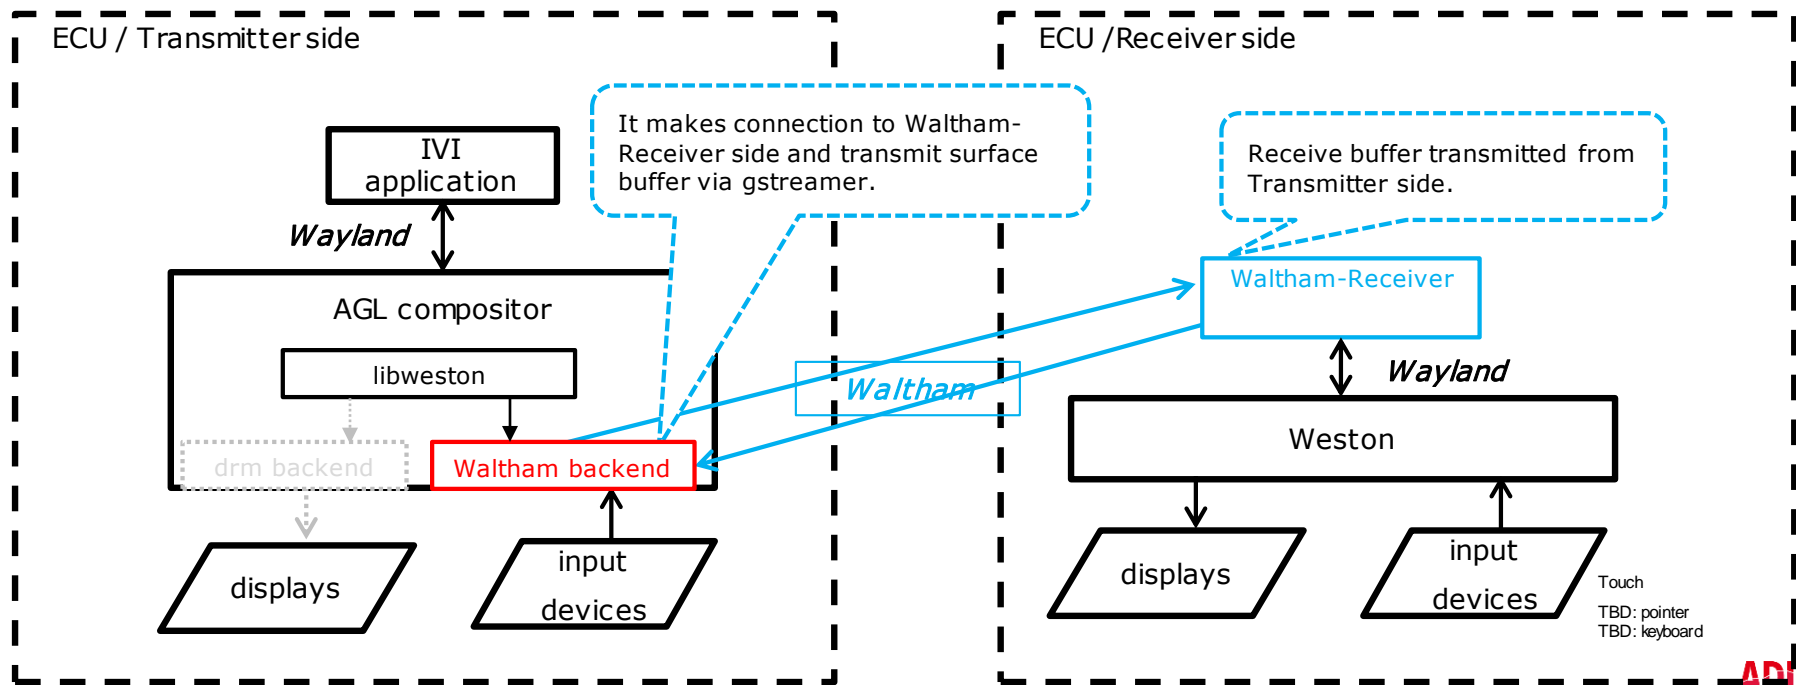 ECU / Transmitter side
ECU /Receiver side
It makes connection to Waltham-
Receiver side and transmit surface
buffer via gstreamer.
Receive buffer transmitted from
Transmitter side.
IVI
application
Wayland
AGL compositor
libweston
drm backend
Waltham backend
displays
input
devices
Waltham
Waltham-Receiver
Wayland
Weston
displays
input
devices
Touch
TBD: pointer
TBD: keyboard